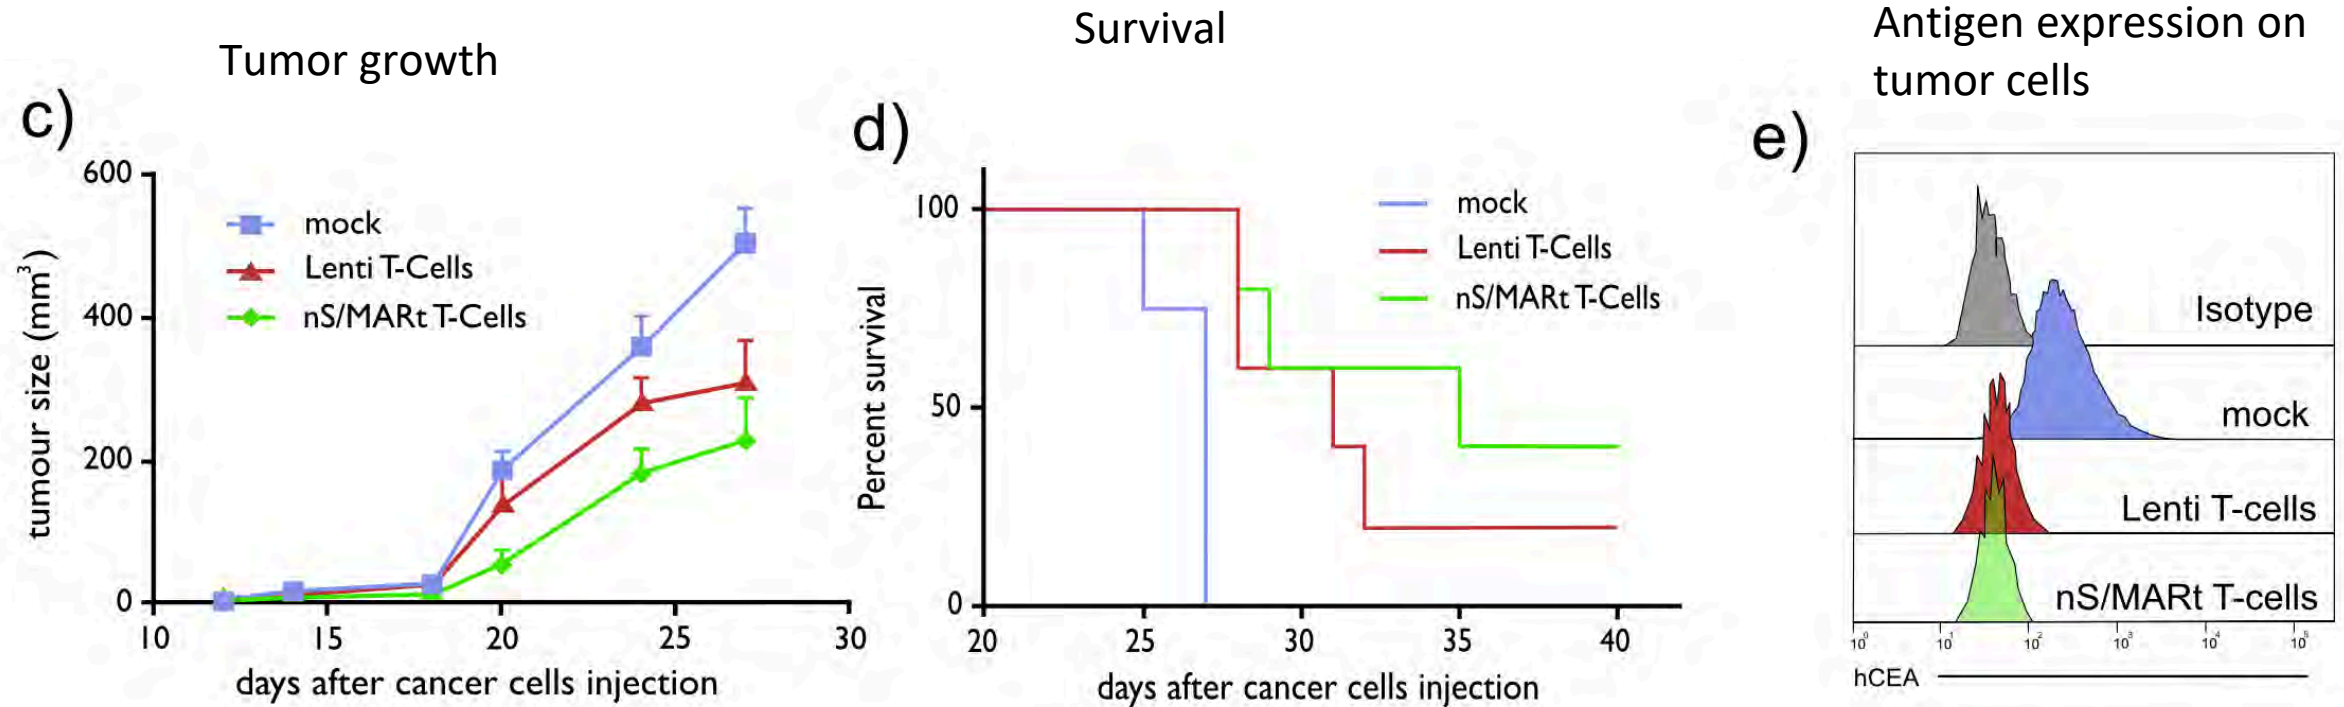 Tumor growth
Survival
Antigen expression on
tumor cells
c)
d)
e)
600
400
200
0
10
15
20
25
30
tumour size (mm³)
days after cancer cells injection
mock
Lenti T-Cells
nS/MARt T-Cells
100
50
0
20
25
30
35
40
Percent survival
days after cancer cells injection
mock
Lenti T-Cells
nS/MARt T-Cells
Isotype
mock
Lenti T-cells
nS/MARt T-cells
10⁰
10¹
10²
10³
10⁴
10⁵
hCEA